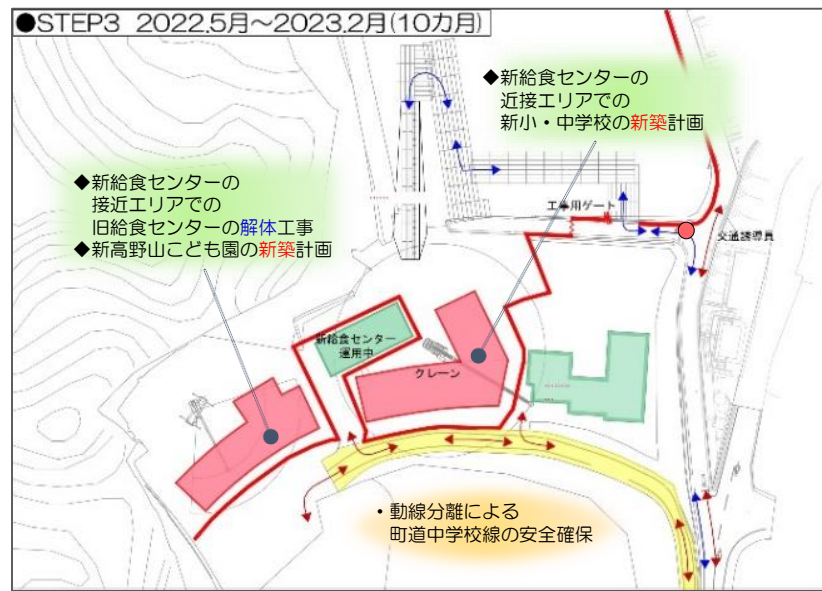 ●STEP3 2022.5月～2023.2月(10カ月)
◆新給食センターの
近接エリアでの
新小・中学校の新築計画
◆新給食センターの
接近エリアでの
旧給食センターの解体工事
◆新高野山こども園の新築計画
工事用ゲート
交通誘導員
新給食センター
運用中
クレーン
・動線分離による
町道中学校線の安全確保